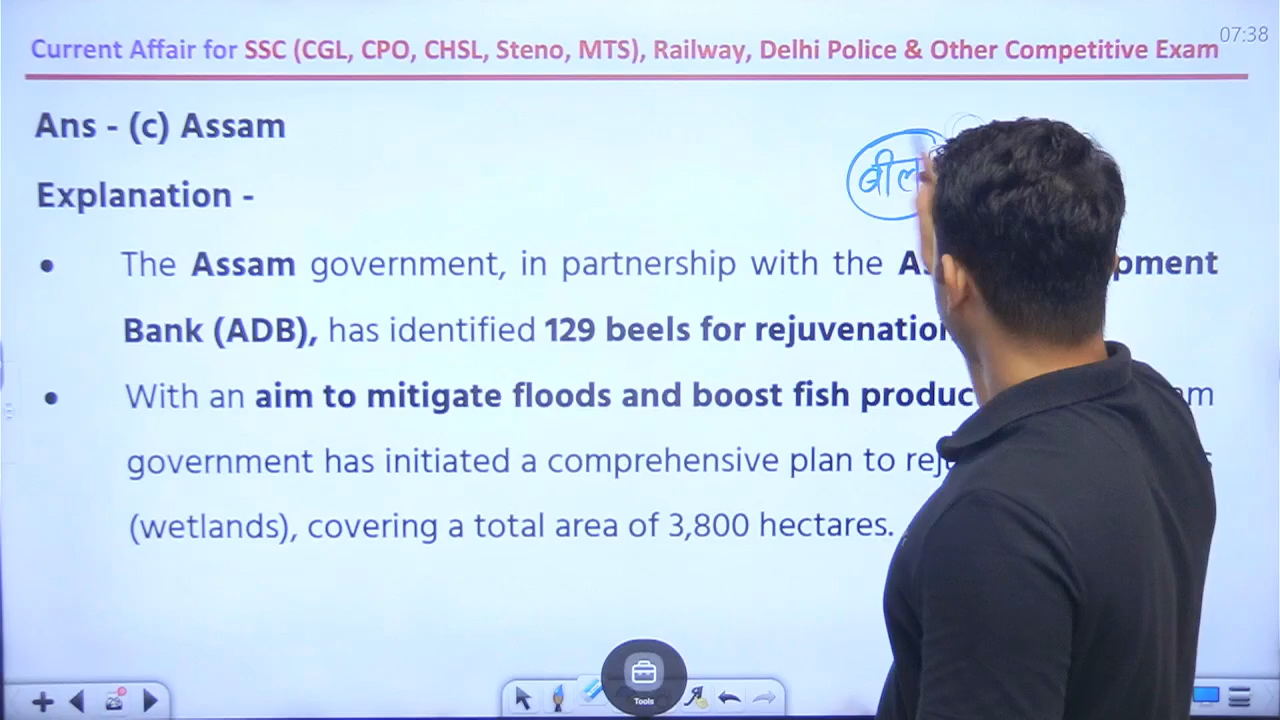 Current Affair for SSC (CGL, CPO, CHSL, Steno, MTS), Railway, Delhi Police & Other Competitive Exam
07:38
Ans - (c) Assam
बील
Explanation -
• The Assam government, in partnership with the
Bank (ADB), has identified 129 beels for rejuvenation
• With an aim to mitigate floods and boost fish
government has initiated a comprehensive plan to
(wetlands), covering a total area of 3,800 hectares.
Tools